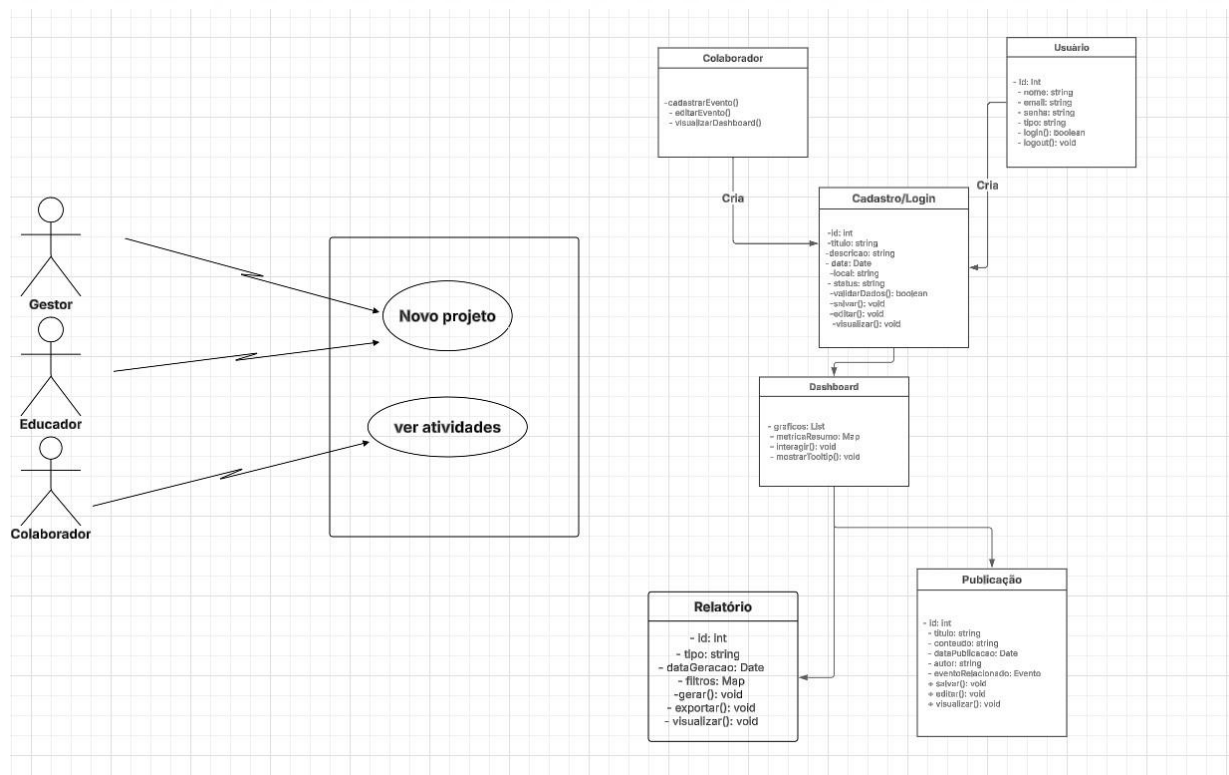 Gestor
Educador
Colaborador
Novo projeto
ver atividades
Colaborador
-cadastrarEvento()
- editarEvento()
- visualizarDashboard()
Usuário
- id: int
- nome: string
- email: string
- senha: string
- tipo: string
- login(): boolean
- logout(): void
Cria
Cria
Cadastro/Login
-id: int
-titulo: string
-descricao: string
- data: Date
-local: string
- status: string
-validarDados(): boolean
-salvar(): void
-editar(): void
-visualizar(): void
Dashboard
- graficos: List
- metricaResumo: Map
- interagir(): void
- mostrarTooltip(): void
Relatório
- id: int
- tipo: string
- dataGeracao: Date
- filtros: Map
-gerar(): void
- exportar(): void
- visualizar(): void
Publicação
- id: int
- titulo: string
- conteudo: string
- dataPublicacao: Date
- autor: string
- eventoRelacionado: Evento
+ salvar(): void
+ editar(): void
+ visualizar(): void